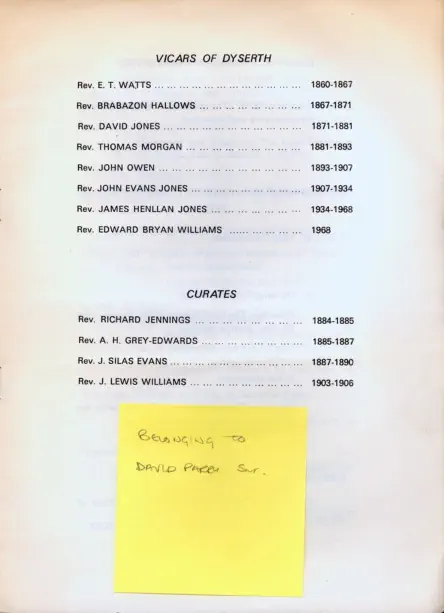 VICARS OF DYSERTH
Rev. E. T. WATTS ... ... ... ... ... ... ... ... ... ... ... ... 1860-1867
Rev. BRABAZON HALLOWS ... ... ... ... ... ... ... ... 1867-1871
Rev. DAVID JONES ... ... ... ... ... ... ... ... ... ... ... 1871-1881
Rev. THOMAS MORGAN ... ... ... ... ... ... ... ... ... 1881-1893
Rev. JOHN OWEN ... ... ... ... ... ... ... ... ... ... ... 1893-1907
Rev. JOHN EVANS JONES ... ... ... ... ... ... ... ... ... 1907-1934
Rev. JAMES HENLLAN JONES ... ... ... ... ... ... ... 1934-1968
Rev. EDWARD BRYAN WILLIAMS ...... ... ... ... ... 1968
CURATES
Rev. RICHARD JENNINGS ... ... ... ... ... ... ... ... ... 1884-1885
Rev. A. H. GREY-EDWARDS ... ... ... ... ... ... ... ... 1885-1887
Rev. J. SILAS EVANS ... ... ... ... ... ... ... ... ... ... ... 1887-1890
Rev. J. LEWIS WILLIAMS ... ... ... ... ... ... ... ... ... 1903-1906
BELONGING TO
DAVID PARRY Snr.